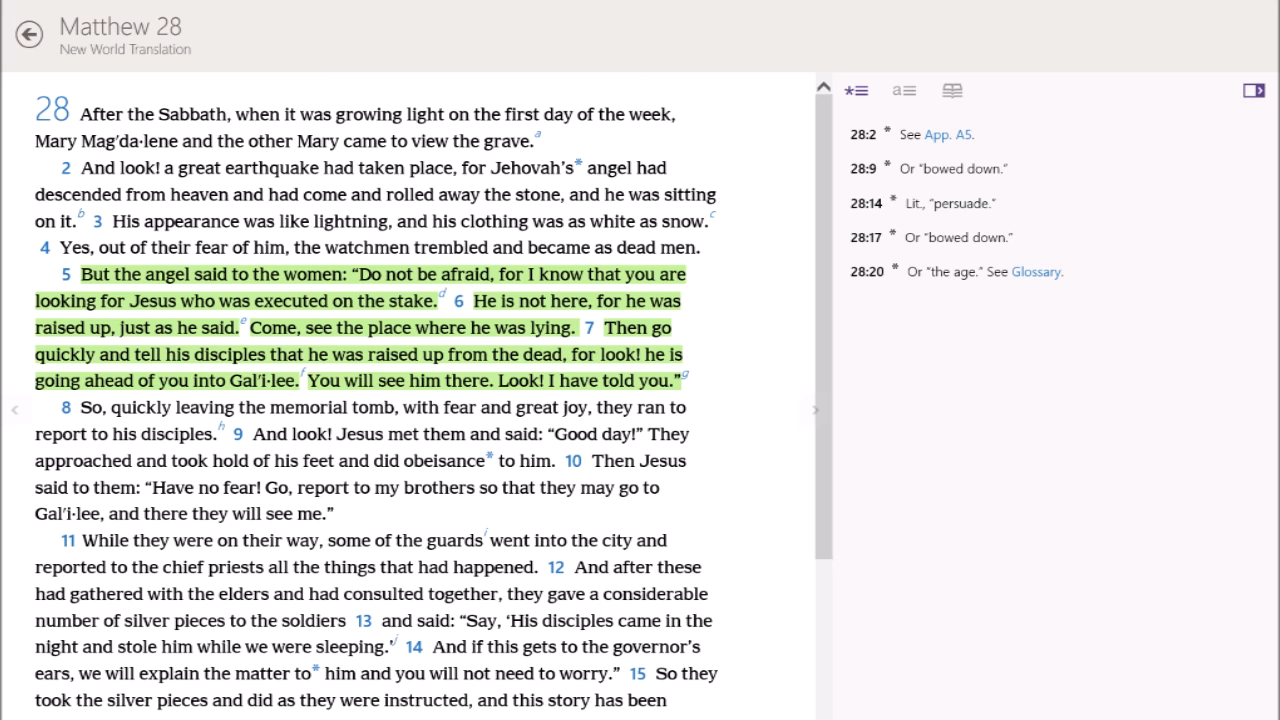 Matthew 28
New World Translation
28 After the Sabbath, when it was growing light on the first day of the week,
Mary Mag′da·lene and the other Mary came to view the grave.a
2 And look! a great earthquake had taken place, for Jehovah’s* angel had
descended from heaven and had come and rolled away the stone, and he was sitting
on it.b 3 His appearance was like lightning, and his clothing was as white as snow.c
4 Yes, out of their fear of him, the watchmen trembled and became as dead men.
5 But the angel said to the women: “Do not be afraid, for I know that you are
looking for Jesus who was executed on the stake.d 6 He is not here, for he was
raised up, just as he said.e Come, see the place where he was lying. 7 Then go
quickly and tell his disciples that he was raised up from the dead, for look! he is
going ahead of you into Gal′i·lee.f You will see him there. Look! I have told you.”g
8 So, quickly leaving the memorial tomb, with fear and great joy, they ran to
report to his disciples.h 9 And look! Jesus met them and said: “Good day!” They
approached and took hold of his feet and did obeisance* to him. 10 Then Jesus
said to them: “Have no fear! Go, report to my brothers so that they may go to
Gal′i·lee, and there they will see me.”
11 While they were on their way, some of the guardsi went into the city and
reported to the chief priests all the things that had happened. 12 And after these
had gathered with the elders and had consulted together, they gave a considerable
number of silver pieces to the soldiers 13 and said: “Say, ‘His disciples came in the
night and stole him while we were sleeping.’j 14 And if this gets to the governor’s
ears, we will explain the matter to* him and you will not need to worry.” 15 So they
took the silver pieces and did as they were instructed, and this story has been
*☰ a☰
28:2 * See App. A5.
28:9 * Or “bowed down.”
28:14 * Lit., “persuade.”
28:17 * Or “bowed down.”
28:20 * Or “the age.” See Glossary.